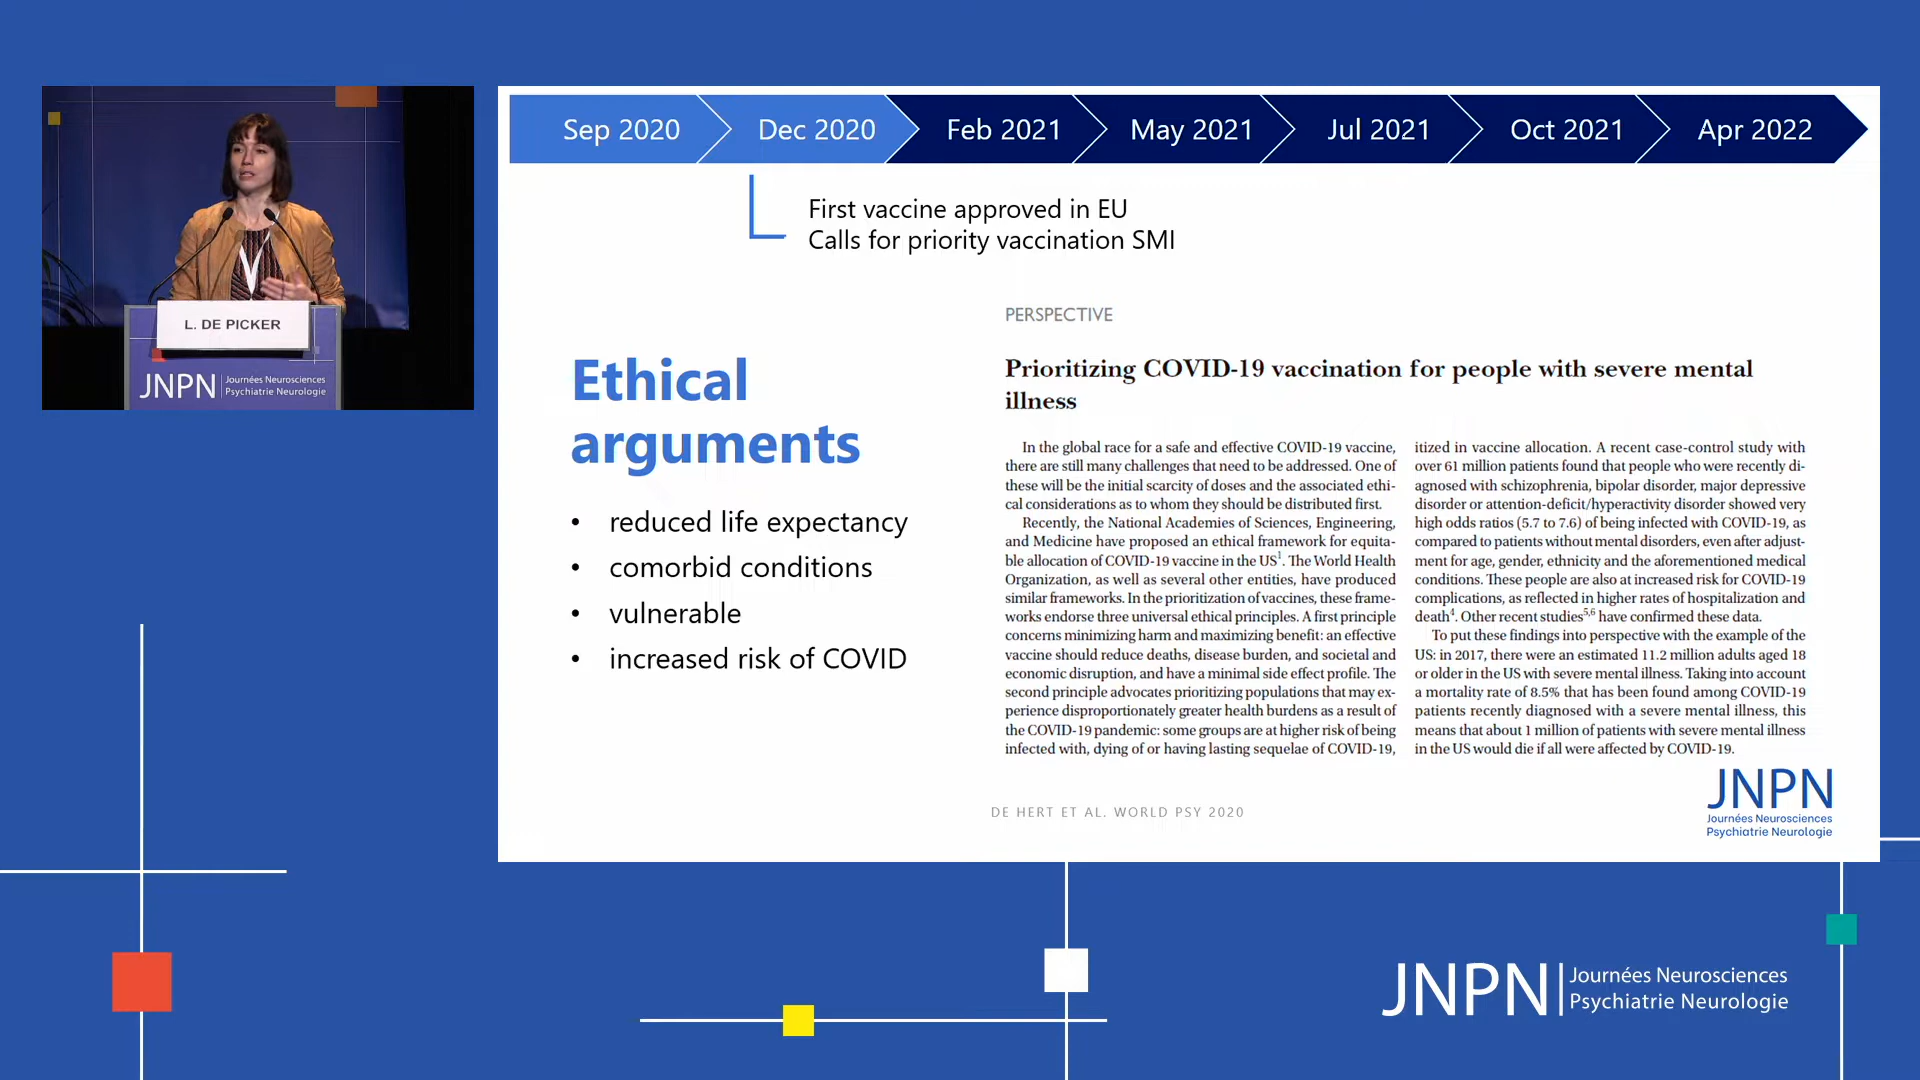 Sep 2020
Dec 2020
Feb 2021
May 2021
Jul 2021
Oct 2021
Apr 2022
First vaccine approved in EU
Calls for priority vaccination SMI
L. DE PICKER
JNPN
Journées Neurosciences
Psychiatrie Neurologie
Ethical
arguments
• reduced life expectancy
• comorbid conditions
• vulnerable
• increased risk of COVID
PERSPECTIVE
Prioritizing COVID-19 vaccination for people with severe mental
illness
In the global race for a safe and effective COVID-19 vaccine,
there are still many challenges that need to be addressed. One of
these will be the initial scarcity of doses and the associated ethi-
cal considerations as to whom they should be distributed first.
Recently, the National Academies of Sciences, Engineering,
and Medicine have proposed an ethical framework for equita-
ble allocation of COVID-19 vaccine in the US1. The World Health
Organization, as well as several other entities, have produced
similar frameworks. In the prioritization of vaccines, these frame-
works endorse three universal ethical principles. A first principle
concerns minimizing harm and maximizing benefit: an effective
vaccine should reduce deaths, disease burden, and societal and
economic disruption, and have a minimal side effect profile. The
second principle advocates prioritizing populations that may ex-
perience disproportionately greater health burdens as a result of
the COVID-19 pandemic: some groups are at higher risk of being
infected with, dying of or having lasting sequelae of COVID-19,
itized in vaccine allocation. A recent case-control study with
over 61 million patients found that people who were recently di-
agnosed with schizophrenia, bipolar disorder, major depressive
disorder or attention-deficit/hyperactivity disorder showed very
high odds ratios (5.7 to 7.6) of being infected with COVID-19, as
compared to patients without mental disorders, even after adjust-
ment for age, gender, ethnicity and the aforementioned medical
conditions. These people are also at increased risk for COVID-19
complications, as reflected in higher rates of hospitalization and
death4. Other recent studies5,6 have confirmed these data.
To put these findings into perspective with the example of the
US: in 2017, there were an estimated 11.2 million adults aged 18
or older in the US with severe mental illness. Taking into account
a mortality rate of 8.5% that has been found among COVID-19
patients recently diagnosed with a severe mental illness, this
means that about 1 million of patients with severe mental illness
in the US would die if all were affected by COVID-19.
DE HERT ET AL. WORLD PSY 2020
JNPN
Journées Neurosciences
Psychiatrie Neurologie
JNPN
Journées Neurosciences
Psychiatrie Neurologie